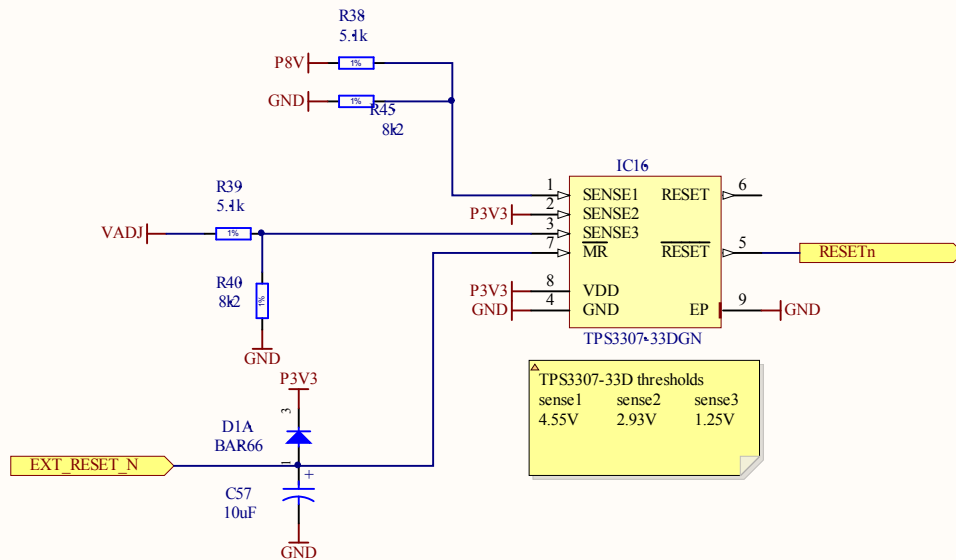 R38
5.1k
P8V
1%
GND
1%
R45
8k2
IC16
R39
5.1k
VADJ
1%
R40
8k2
1%
GND
1 SENSE1 RESET 6
P3V3 2 SENSE2
3 SENSE3
7 MR RESET 5 RESETn
P3V3 8 VDD
GND 4 GND EP 9 GND
TPS3307-33DGN
TPS3307-33D thresholds
sense1 sense2 sense3
4.55V 2.93V 1.25V
P3V3
3
D1A
BAR66
1
EXT_RESET_N
+
C57
10uF
GND